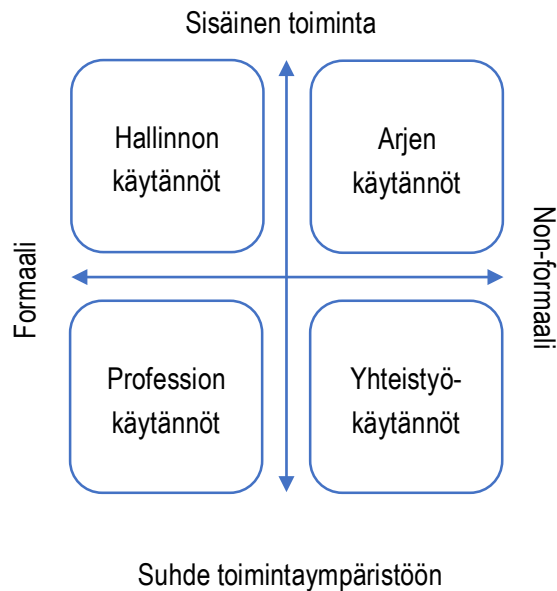 Sisäinen toiminta
Hallinnon
käytännöt
Arjen
käytännöt
Formaali
Non-formaali
Profession
käytännöt
Yhteistyö-
käytännöt
Suhde toimintaympäristöön